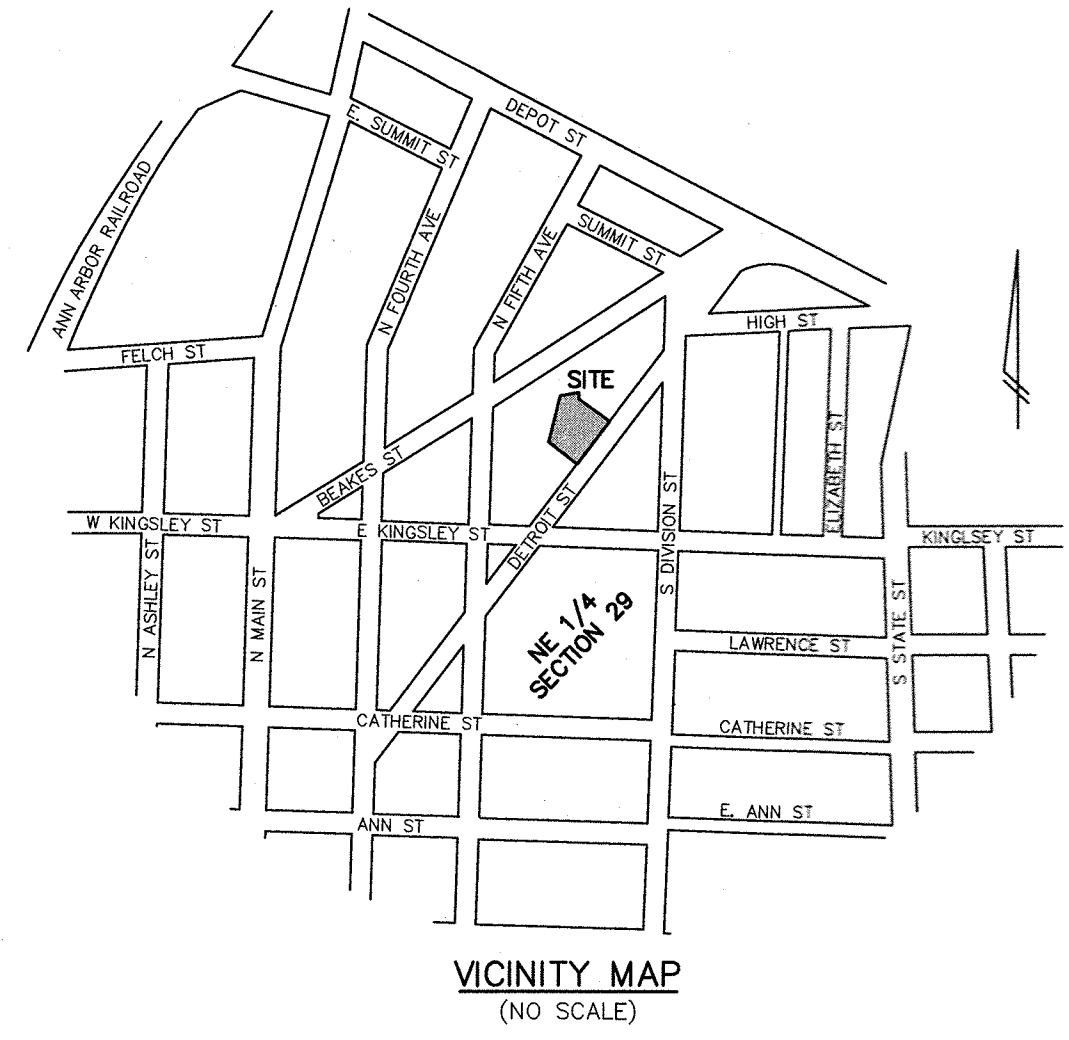 DEPOT ST
E. SUMMIT ST
ANN ARBOR RAILROAD
N FOURTH AVE
N FIFTH AVE
SUMMIT ST
HIGH ST
FELCH ST
SITE
ELIZABETH ST
BEAKES ST
W KINGSLEY ST
E KINGSLEY ST
DETROIT ST
S DIVISION ST
KINGLSEY ST
N ASHLEY ST
N MAIN ST
NE 1/4
SECTION 29
LAWRENCE ST
S STATE ST
CATHERINE ST
CATHERINE ST
ANN ST
E. ANN ST
VICINITY MAP
(NO SCALE)